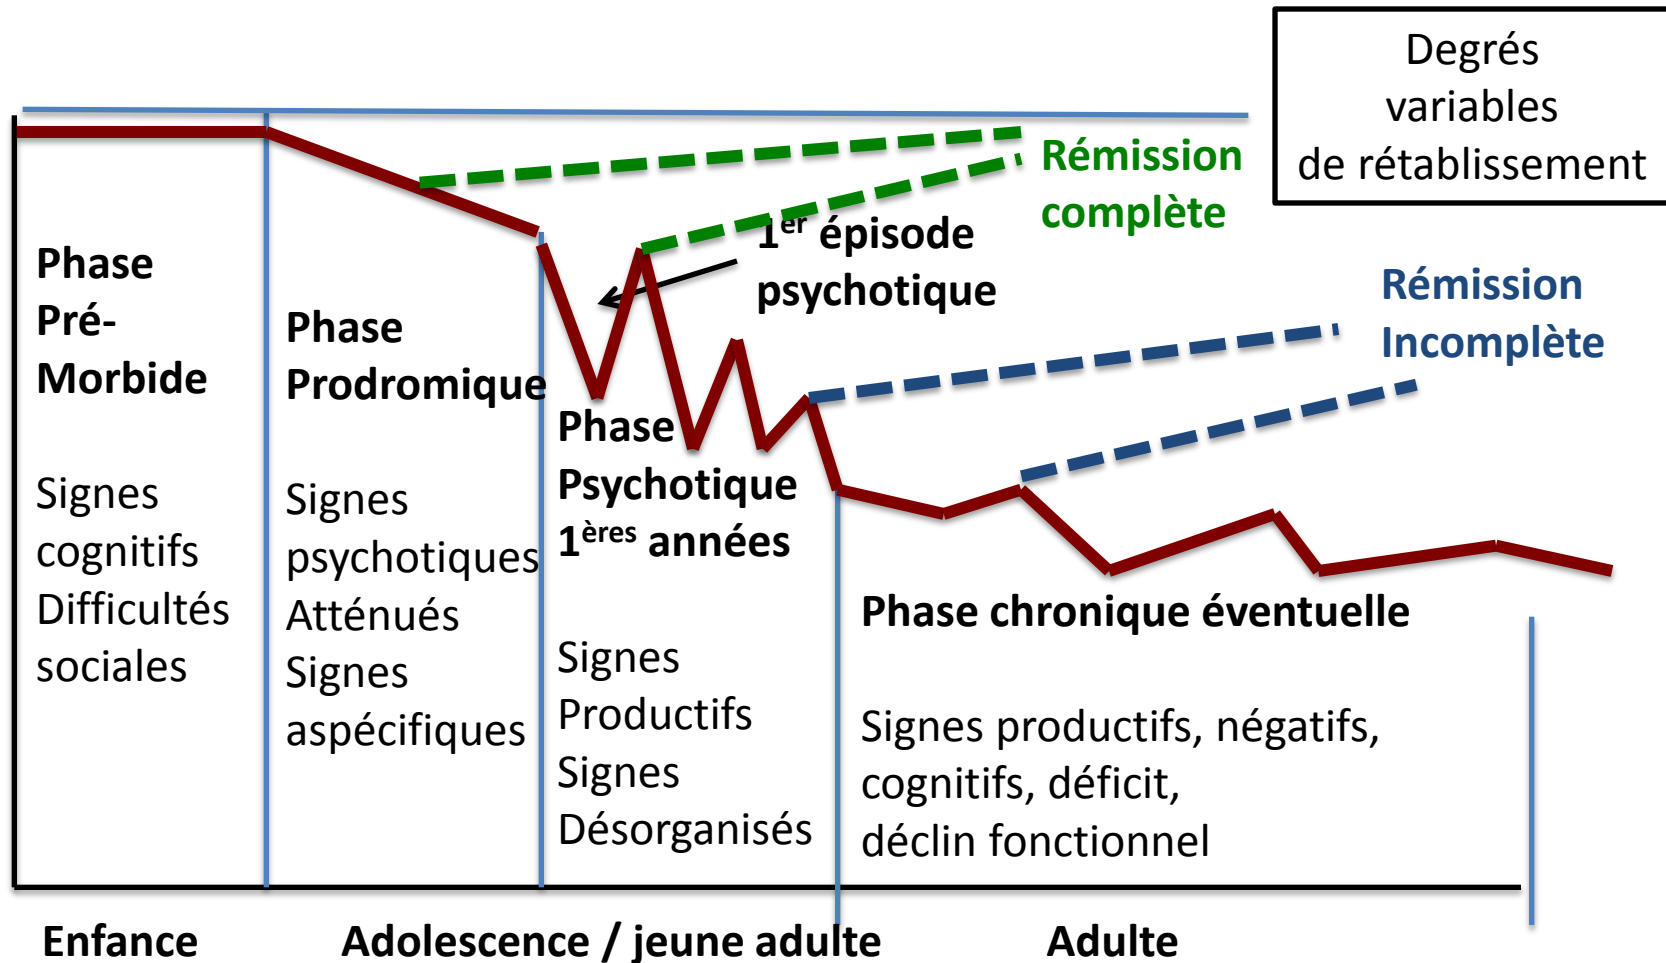 Degrés
variables
de rétablissement
Rémission
complète
1er épisode
psychotique
Rémission
Incomplète
Phase
Pré-
Morbide
Signes
cognitifs
Difficultés
sociales
Phase
Prodromique
Signes
psychotiques
Atténués
Signes
aspécifiques
Phase
Psychotique
1ères années
Signes
Productifs
Signes
Désorganisés
Phase chronique éventuelle
Signes productifs, négatifs,
cognitifs, déficit,
déclin fonctionnel
Enfance
Adolescence / jeune adulte
Adulte